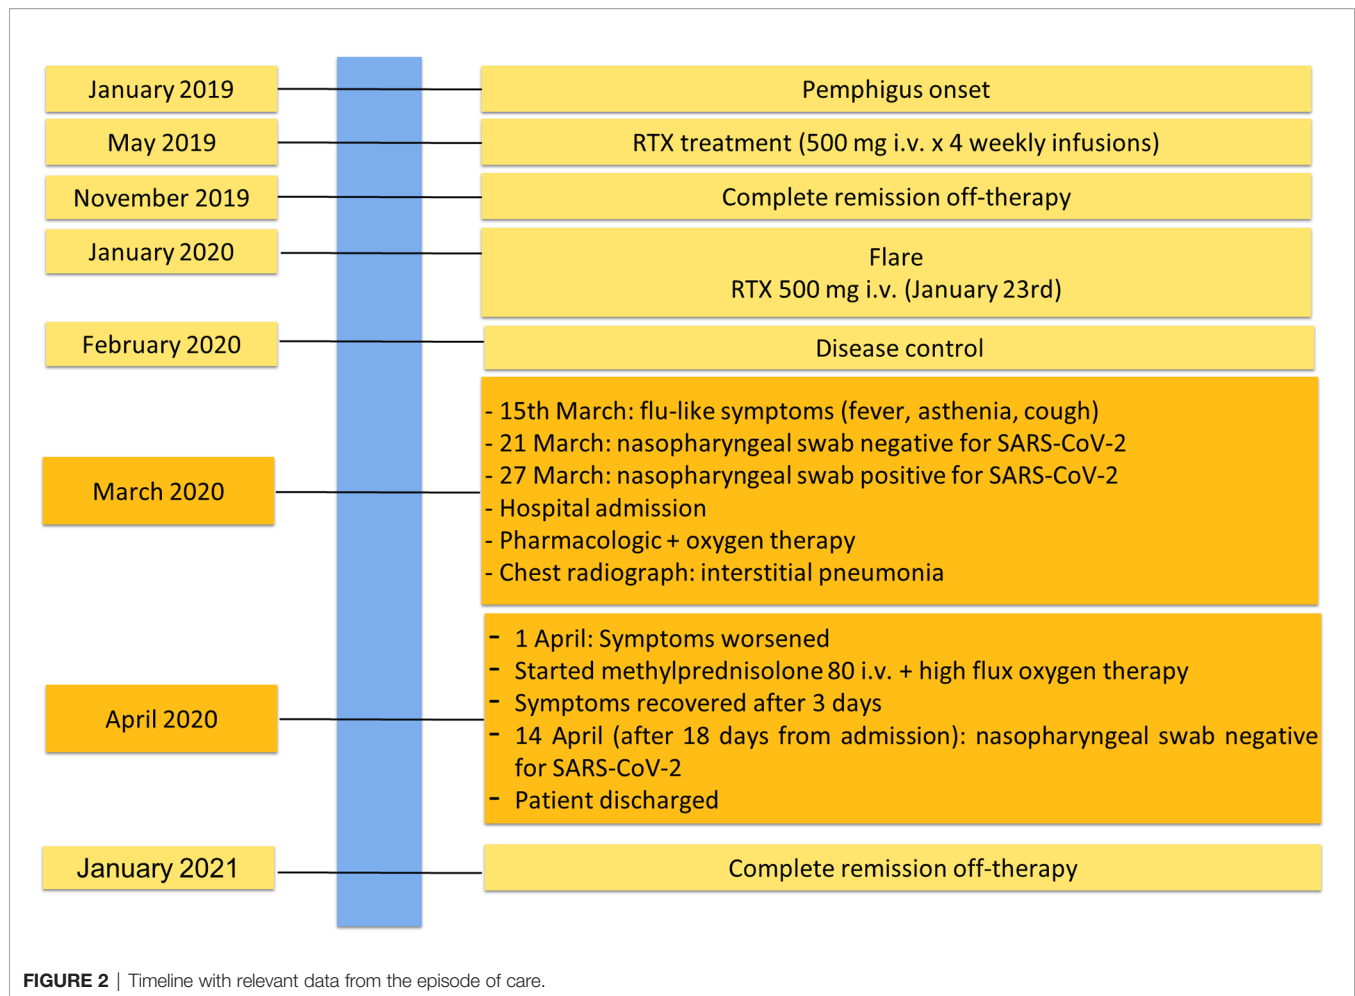 January 2019
Pemphigus onset
May 2019
RTX treatment (500 mg i.v. x 4 weekly infusions)
November 2019
Complete remission off-therapy
January 2020
Flare
RTX 500 mg i.v. (January 23rd)
February 2020
Disease control
March 2020
- 15th March: flu-like symptoms (fever, asthenia, cough)
- 21 March: nasopharyngeal swab negative for SARS-CoV-2
- 27 March: nasopharyngeal swab positive for SARS-CoV-2
- Hospital admission
- Pharmacologic + oxygen therapy
- Chest radiograph: interstitial pneumonia
April 2020
- 1 April: Symptoms worsened
- Started methylprednisolone 80 i.v. + high flux oxygen therapy
- Symptoms recovered after 3 days
- 14 April (after 18 days from admission): nasopharyngeal swab negative
for SARS-CoV-2
- Patient discharged
January 2021
Complete remission off-therapy
FIGURE 2 | Timeline with relevant data from the episode of care.